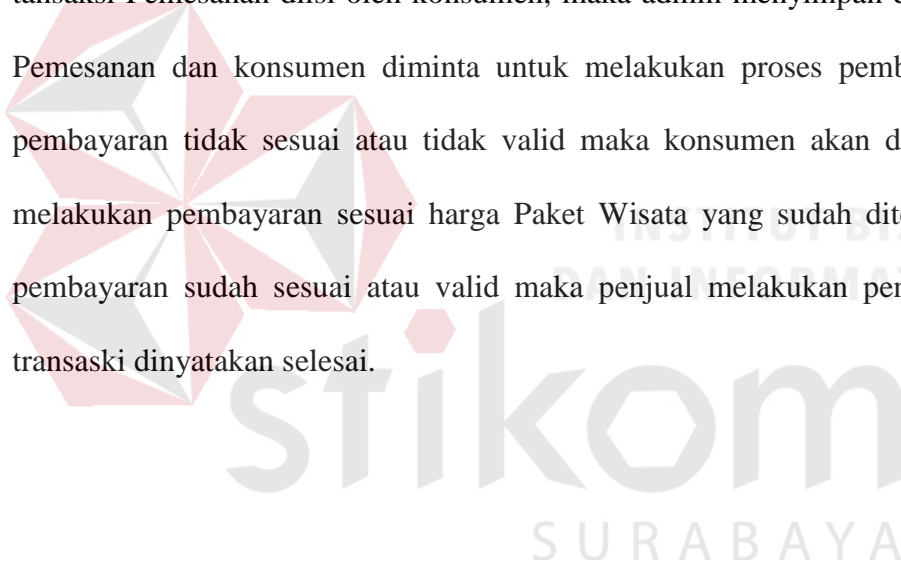 tansaksi Pemesanan diisi oleh konsumen, maka admin menyimpan
Pemesanan dan konsumen diminta untuk melakukan proses pemb
pembayaran tidak sesuai atau tidak valid maka konsumen akan d
melakukan pembayaran sesuai harga Paket Wisata yang sudah dit
INSTITUT BI
pembayaran sudah sesuai atau valid maka penjual melakukan pe
DAN INFORMAT
transaski dinyatakan selesai.
stikom
SURABAYA